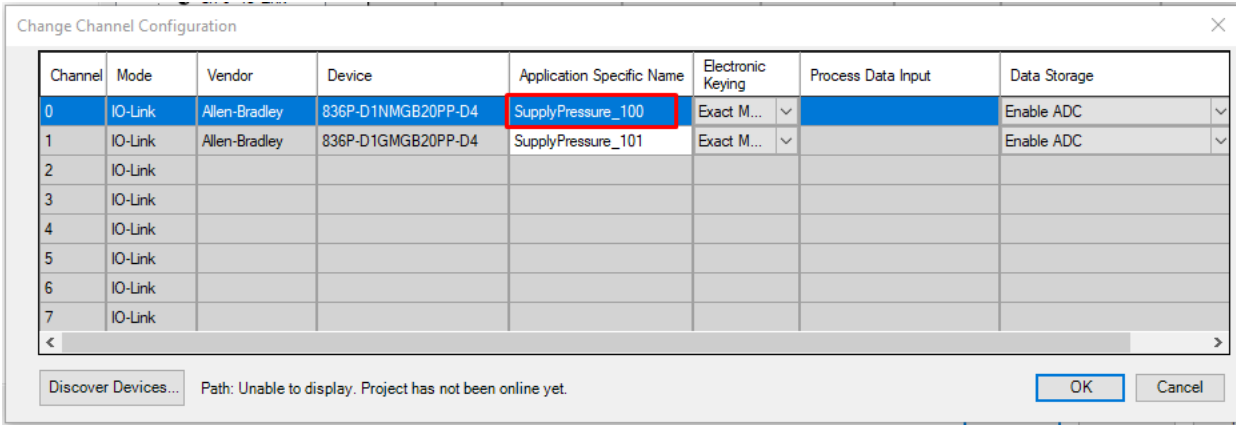 Change Channel Configuration
Channel Mode Vendor Device Application Specific Name Electronic Keying Process Data Input Data Storage
0 IO-Link Allen-Bradley 836P-D1NMGB20PP-D4 SupplyPressure_100 Exact M... Enable ADC
1 IO-Link Allen-Bradley 836P-D1GMGB20PP-D4 SupplyPressure_101 Exact M... Enable ADC
2 IO-Link
3 IO-Link
4 IO-Link
5 IO-Link
6 IO-Link
7 IO-Link
Discover Devices... Path: Unable to display. Project has not been online yet. OK Cancel